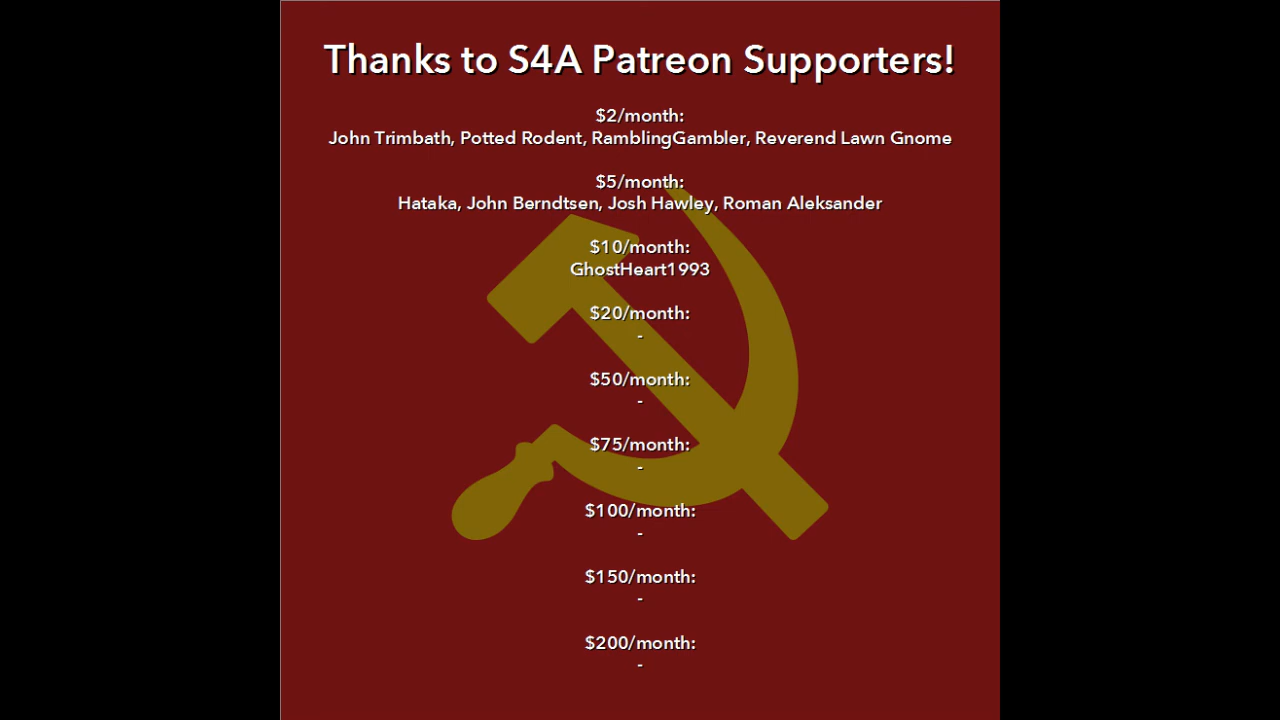 Thanks to S4A Patreon Supporters!
$2/month:
John Trimbath, Potted Rodent, RamblingGambler, Reverend Lawn Gnome
$5/month:
Hataka, John Berndtsen, Josh Hawley, Roman Aleksander
$10/month:
GhostHeart1993
$20/month:
-
$50/month:
-
$75/month:
-
$100/month:
-
$150/month:
-
$200/month:
-